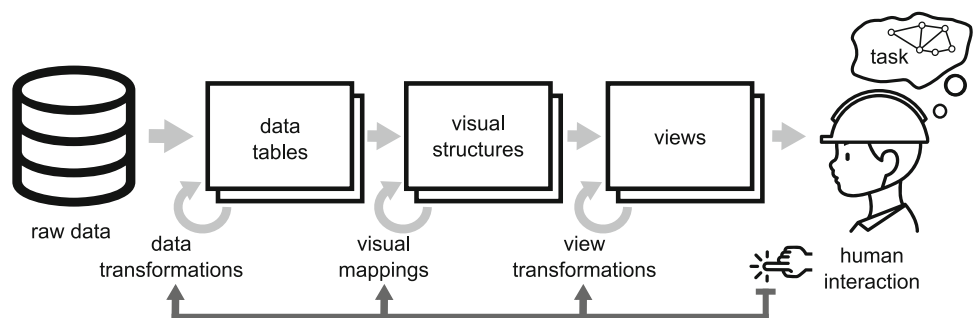 task
data
tables
visual
structures
views
raw data
data
transformations
visual
mappings
view
transformations
human
interaction